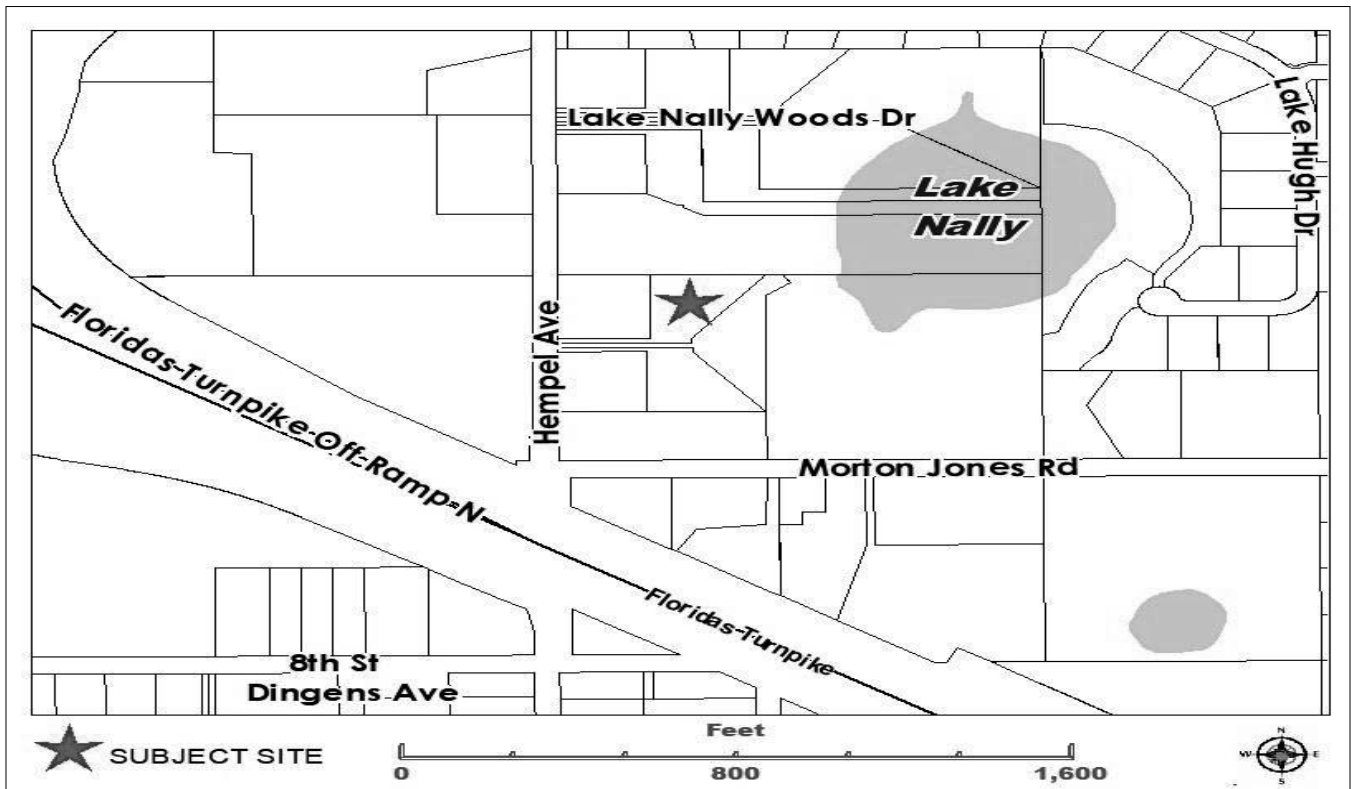 Lake Nally Woods Dr
Lake Hugh Dr
Lake
Nally
Hempel Ave
Floridas-Turnpike-Off-Ramp-N
Morton Jones Rd
Floridas-Turnpike
8th St
Dingens Ave
SUBJECT SITE
Feet
0
800
1,600
N
W
E
S